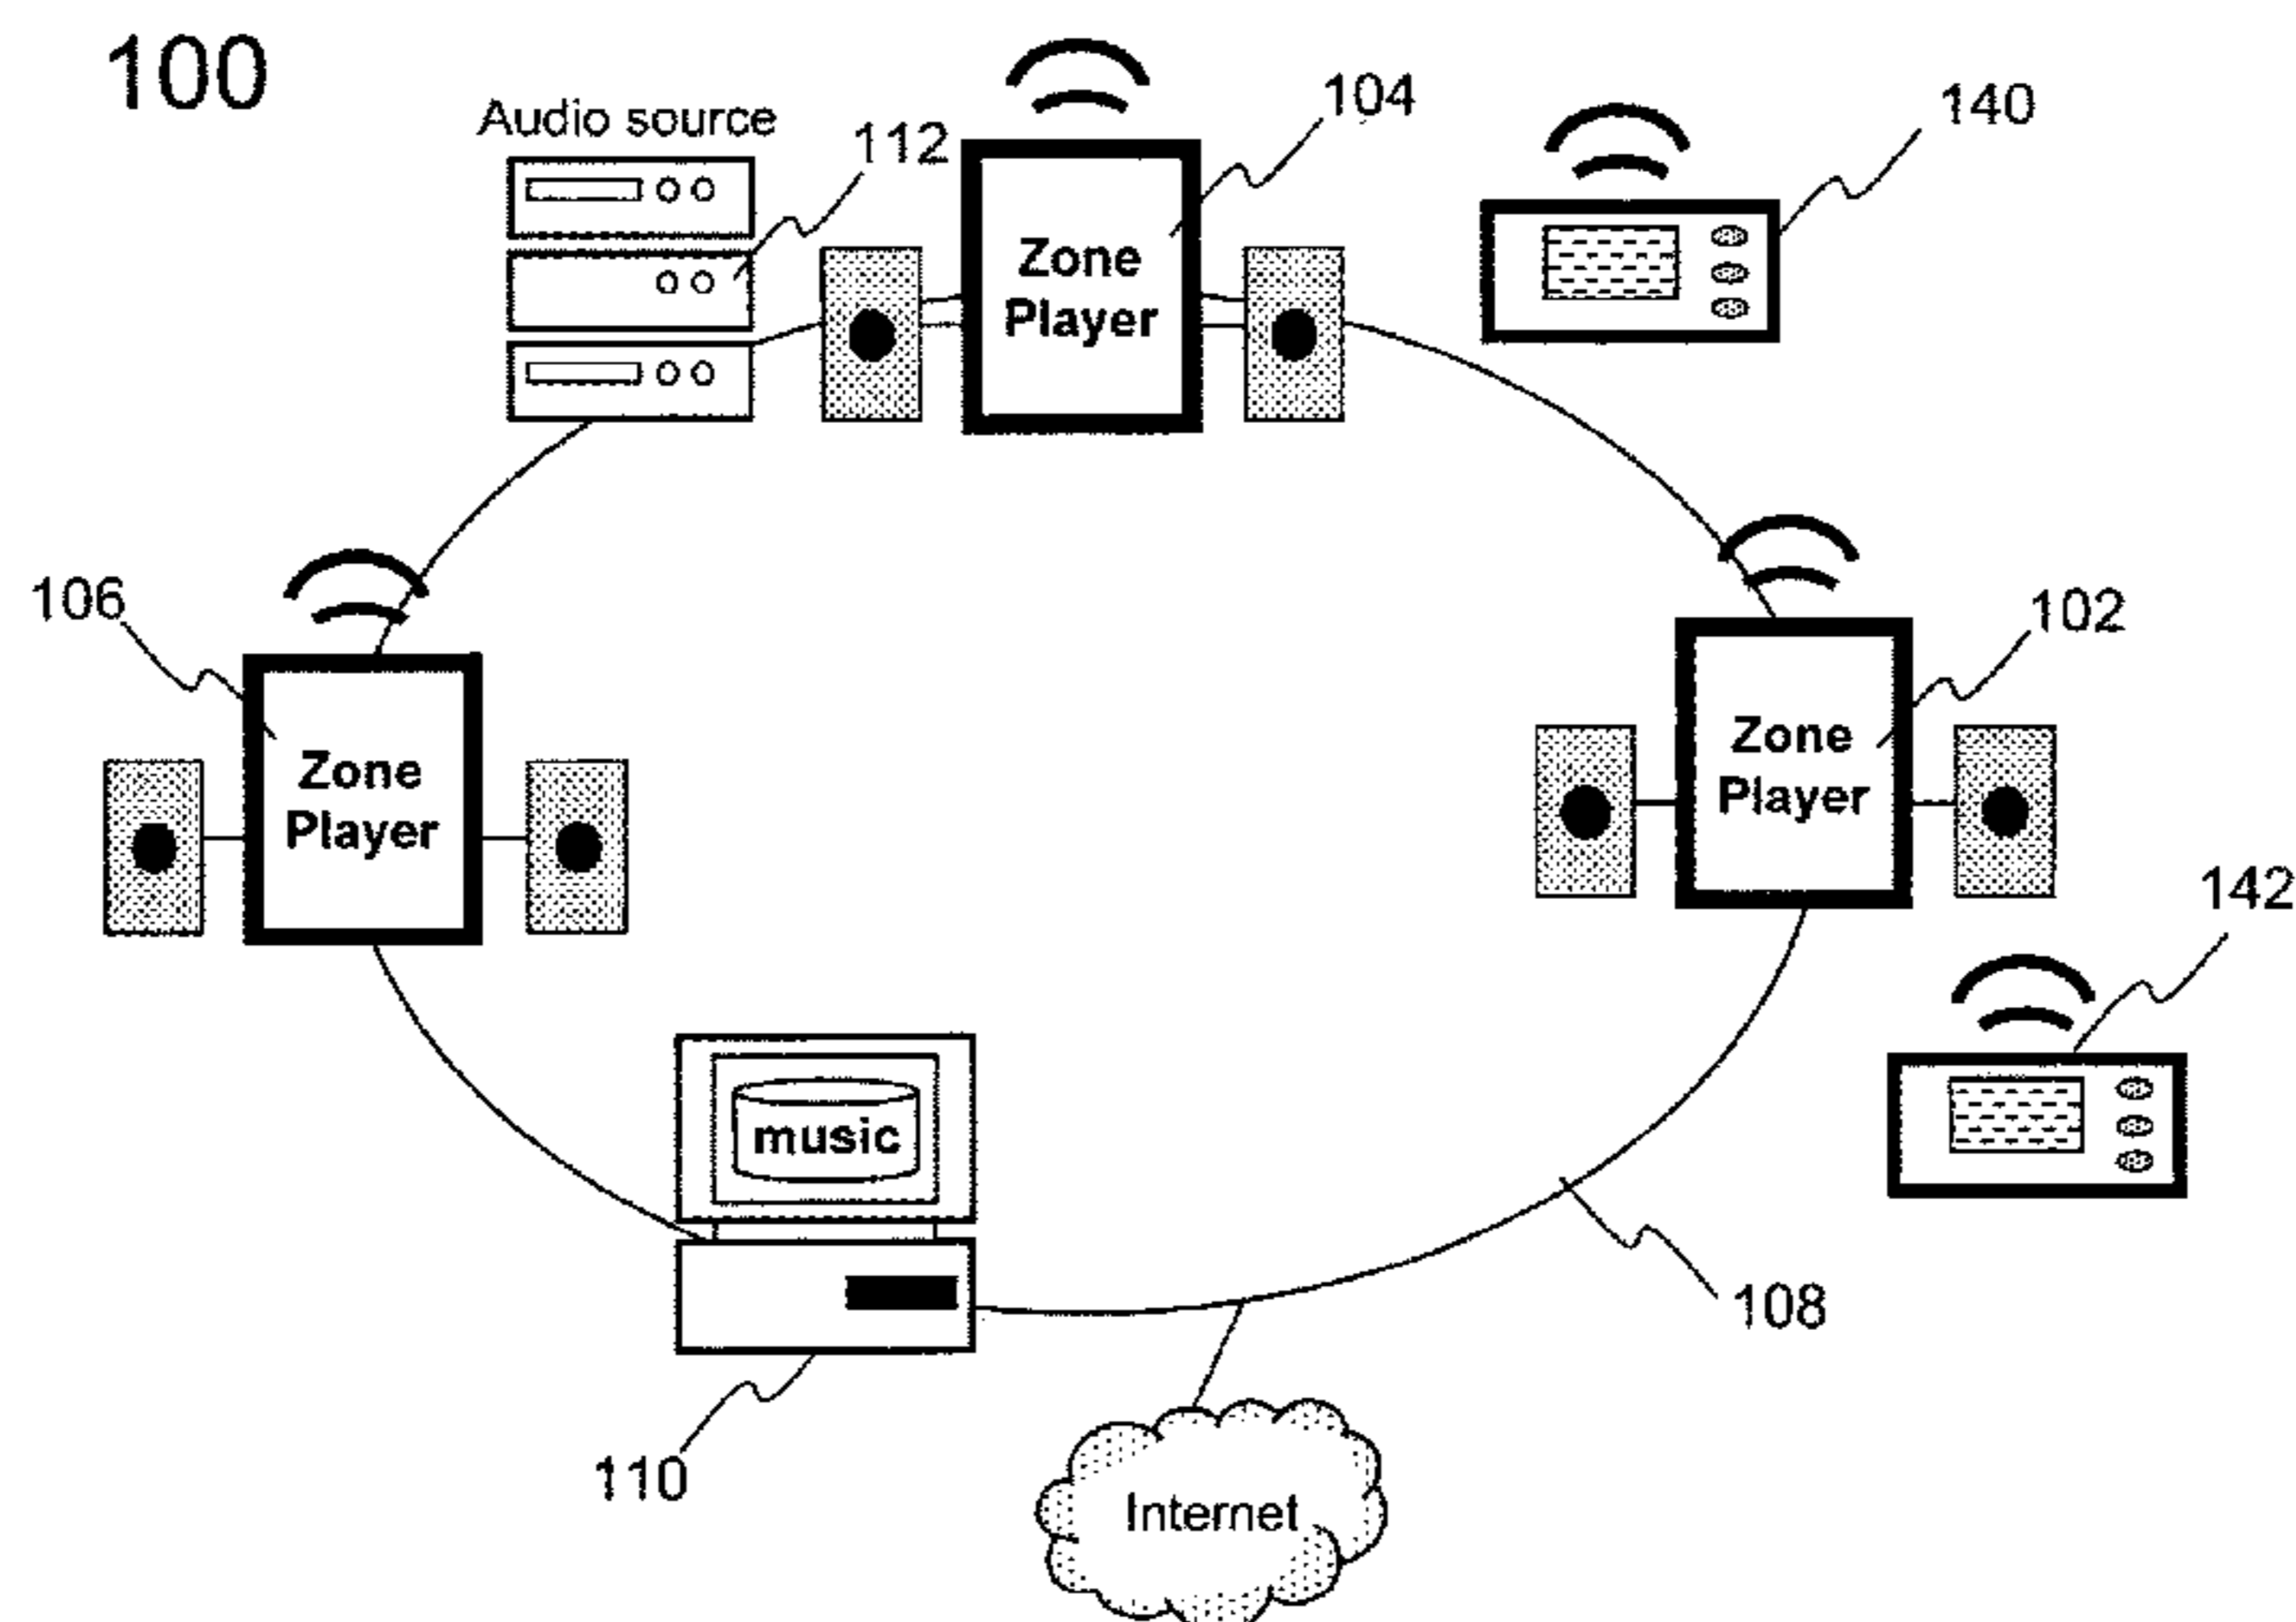 100
Audio source
112
104
140
Zone
Player
106
102
Zone
Player
Zone
Player
142
music
108
110
Internet